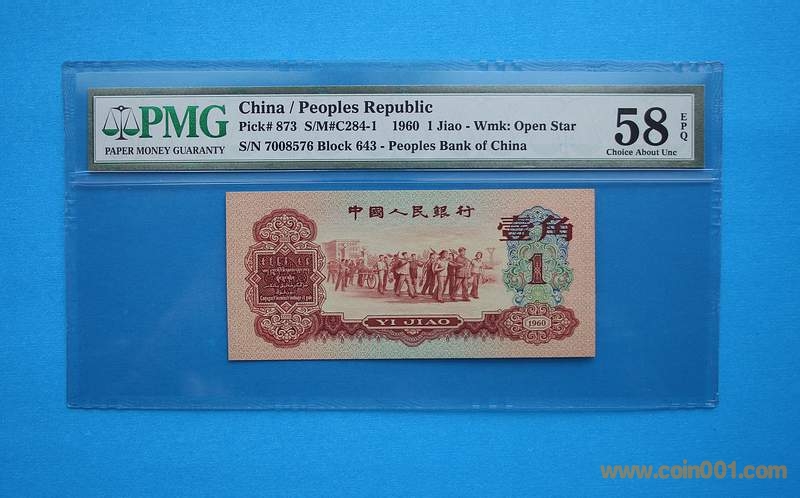 PMG
PAPER MONEY GUARANTY
China / Peoples Republic
Pick# 873 S/M#C284-1 1960 1 Jiao - Wmk: Open Star
S/N 7008576 Block 643 - Peoples Bank of China
58 EPQ
Choice About Unc
中國人民銀行
壹角
1
YI JIAO
1960
www.coin001.com